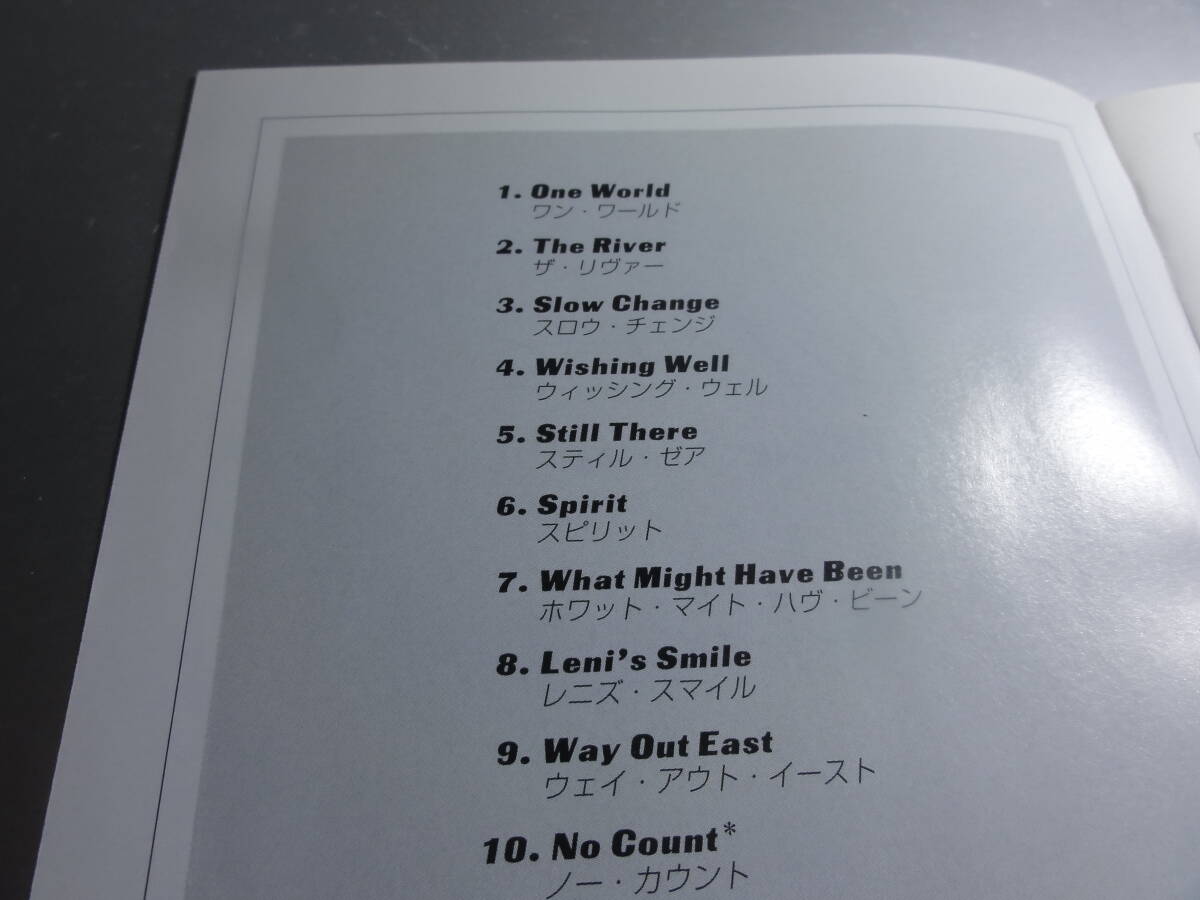 1. One World
ワン・ワールド
2. The River
ザ・リヴァー
3. Slow Change
スロウ・チェンジ
4. Wishing Well
ウィッシング・ウェル
5. Still There
スティル・ゼア
6. Spirit
スピリット
7. What Might Have Been
ホワット・マイト・ハヴ・ビーン
8. Leni's Smile
レニズ・スマイル
9. Way Out East
ウェイ・アウト・イースト
10. No Count*
ノー・カウント